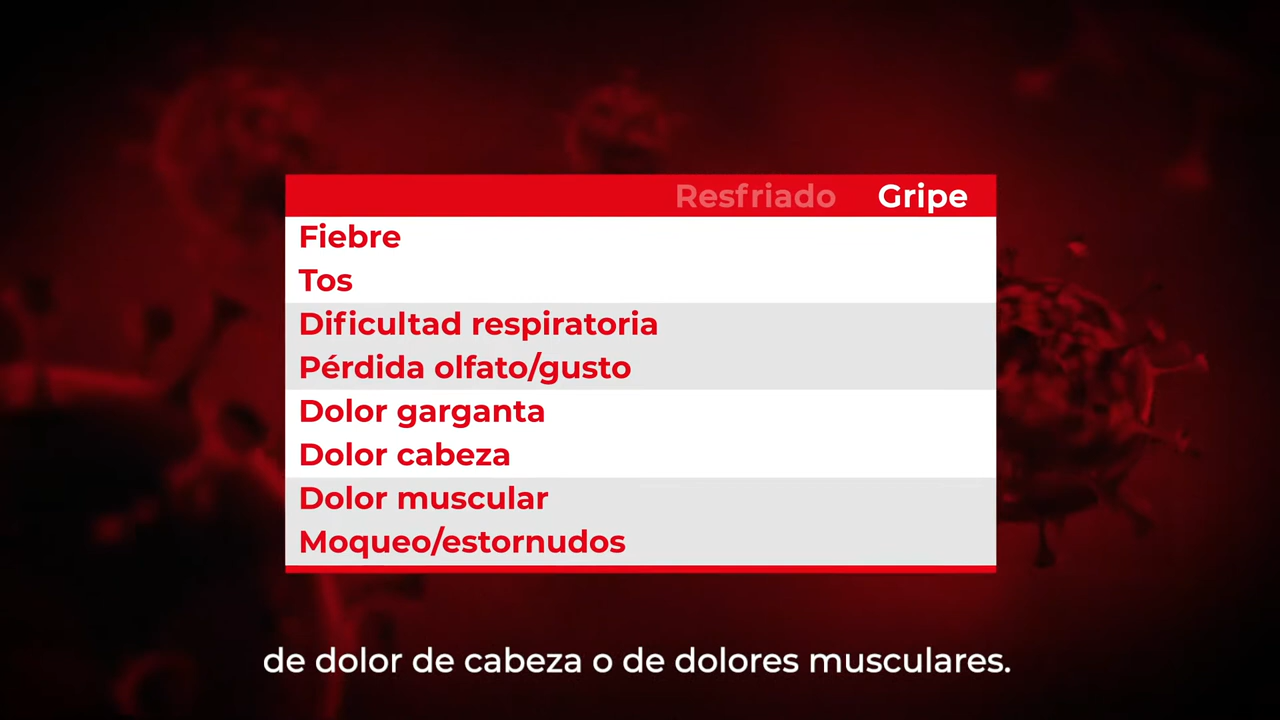 Resfriado Gripe
Fiebre
Tos
Dificultad respiratoria
Pérdida olfato/gusto
Dolor garganta
Dolor cabeza
Dolor muscular
Moqueo/estornudos
de dolor de cabeza o de dolores musculares.